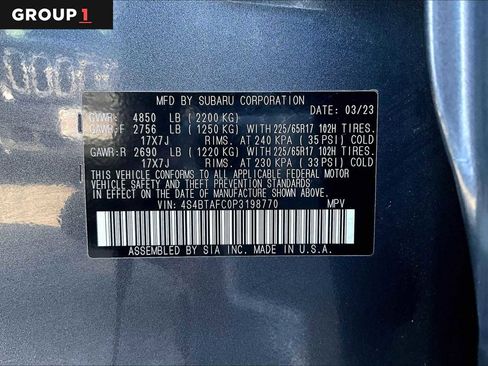 GROUP 1
MFD BY SUBARU CORPORATION
DATE: 03/23
GVWR: 4850 LB (2200 KG)
GAWR:F 2756 LB (1250 KG) WITH 225/65R17 102H TIRES.
17X7J RIMS. AT 240 KPA (35 PSI) COLD
GAWR:R 2690 LB (1220 KG) WITH 225/65R17 102H TIRES.
17X7J RIMS. AT 230 KPA (33 PSI) COLD
THIS VEHICLE CONFORMS TO ALL APPLICABLE FEDERAL MOTOR
VEHICLE SAFETY AND THEFT PREVENTION STANDARDS
IN EFFECT ON THE DATE OF MANUFACTURE SHOWN ABOVE.
VIN: 4S4BTAFC0P3198770 MPV
ASSEMBLED BY SIA INC. MADE IN U.S.A.